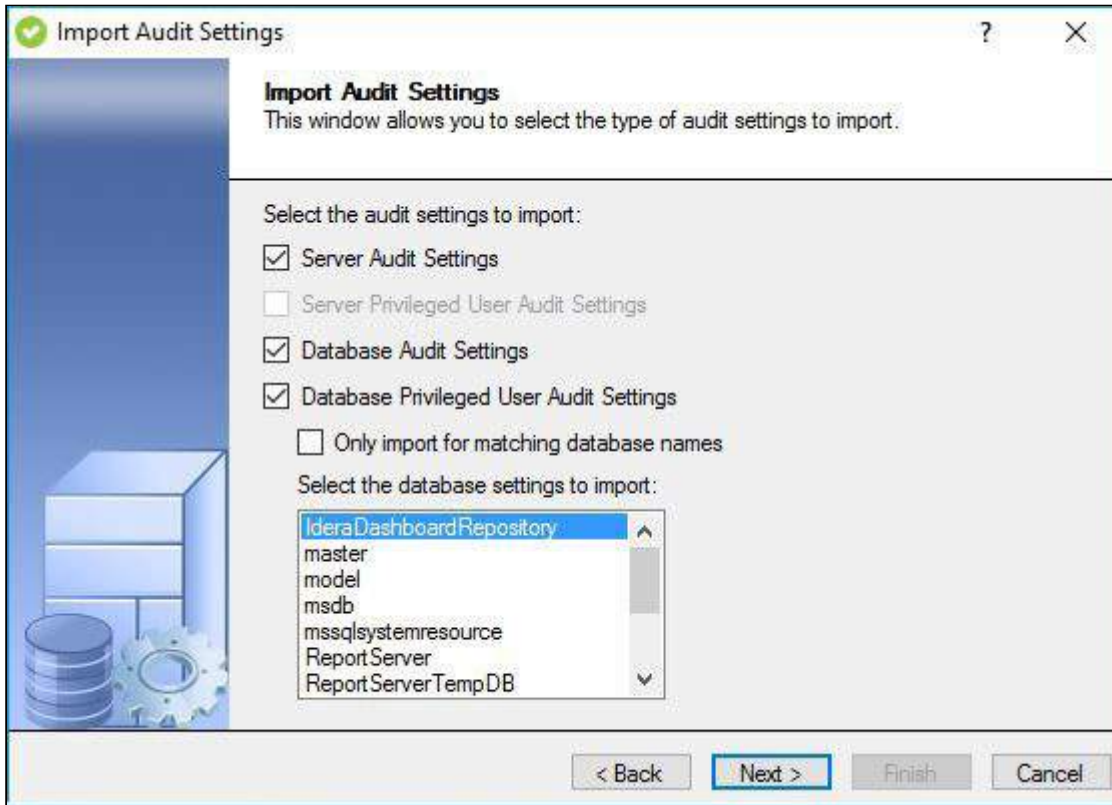 Import Audit Settings
?
Import Audit Settings
This window allows you to select the type of audit settings to import.
Select the audit settings to import:
Server Audit Settings
Server Privileged User Audit Settings
Database Audit Settings
Database Privileged User Audit Settings
Only import for matching database names
Select the database settings to import:
IderaDashboardRepository
master
model
msdb
mssqlsystemresource
ReportServer
ReportServerTempDB
< Back Next > Finish Cancel